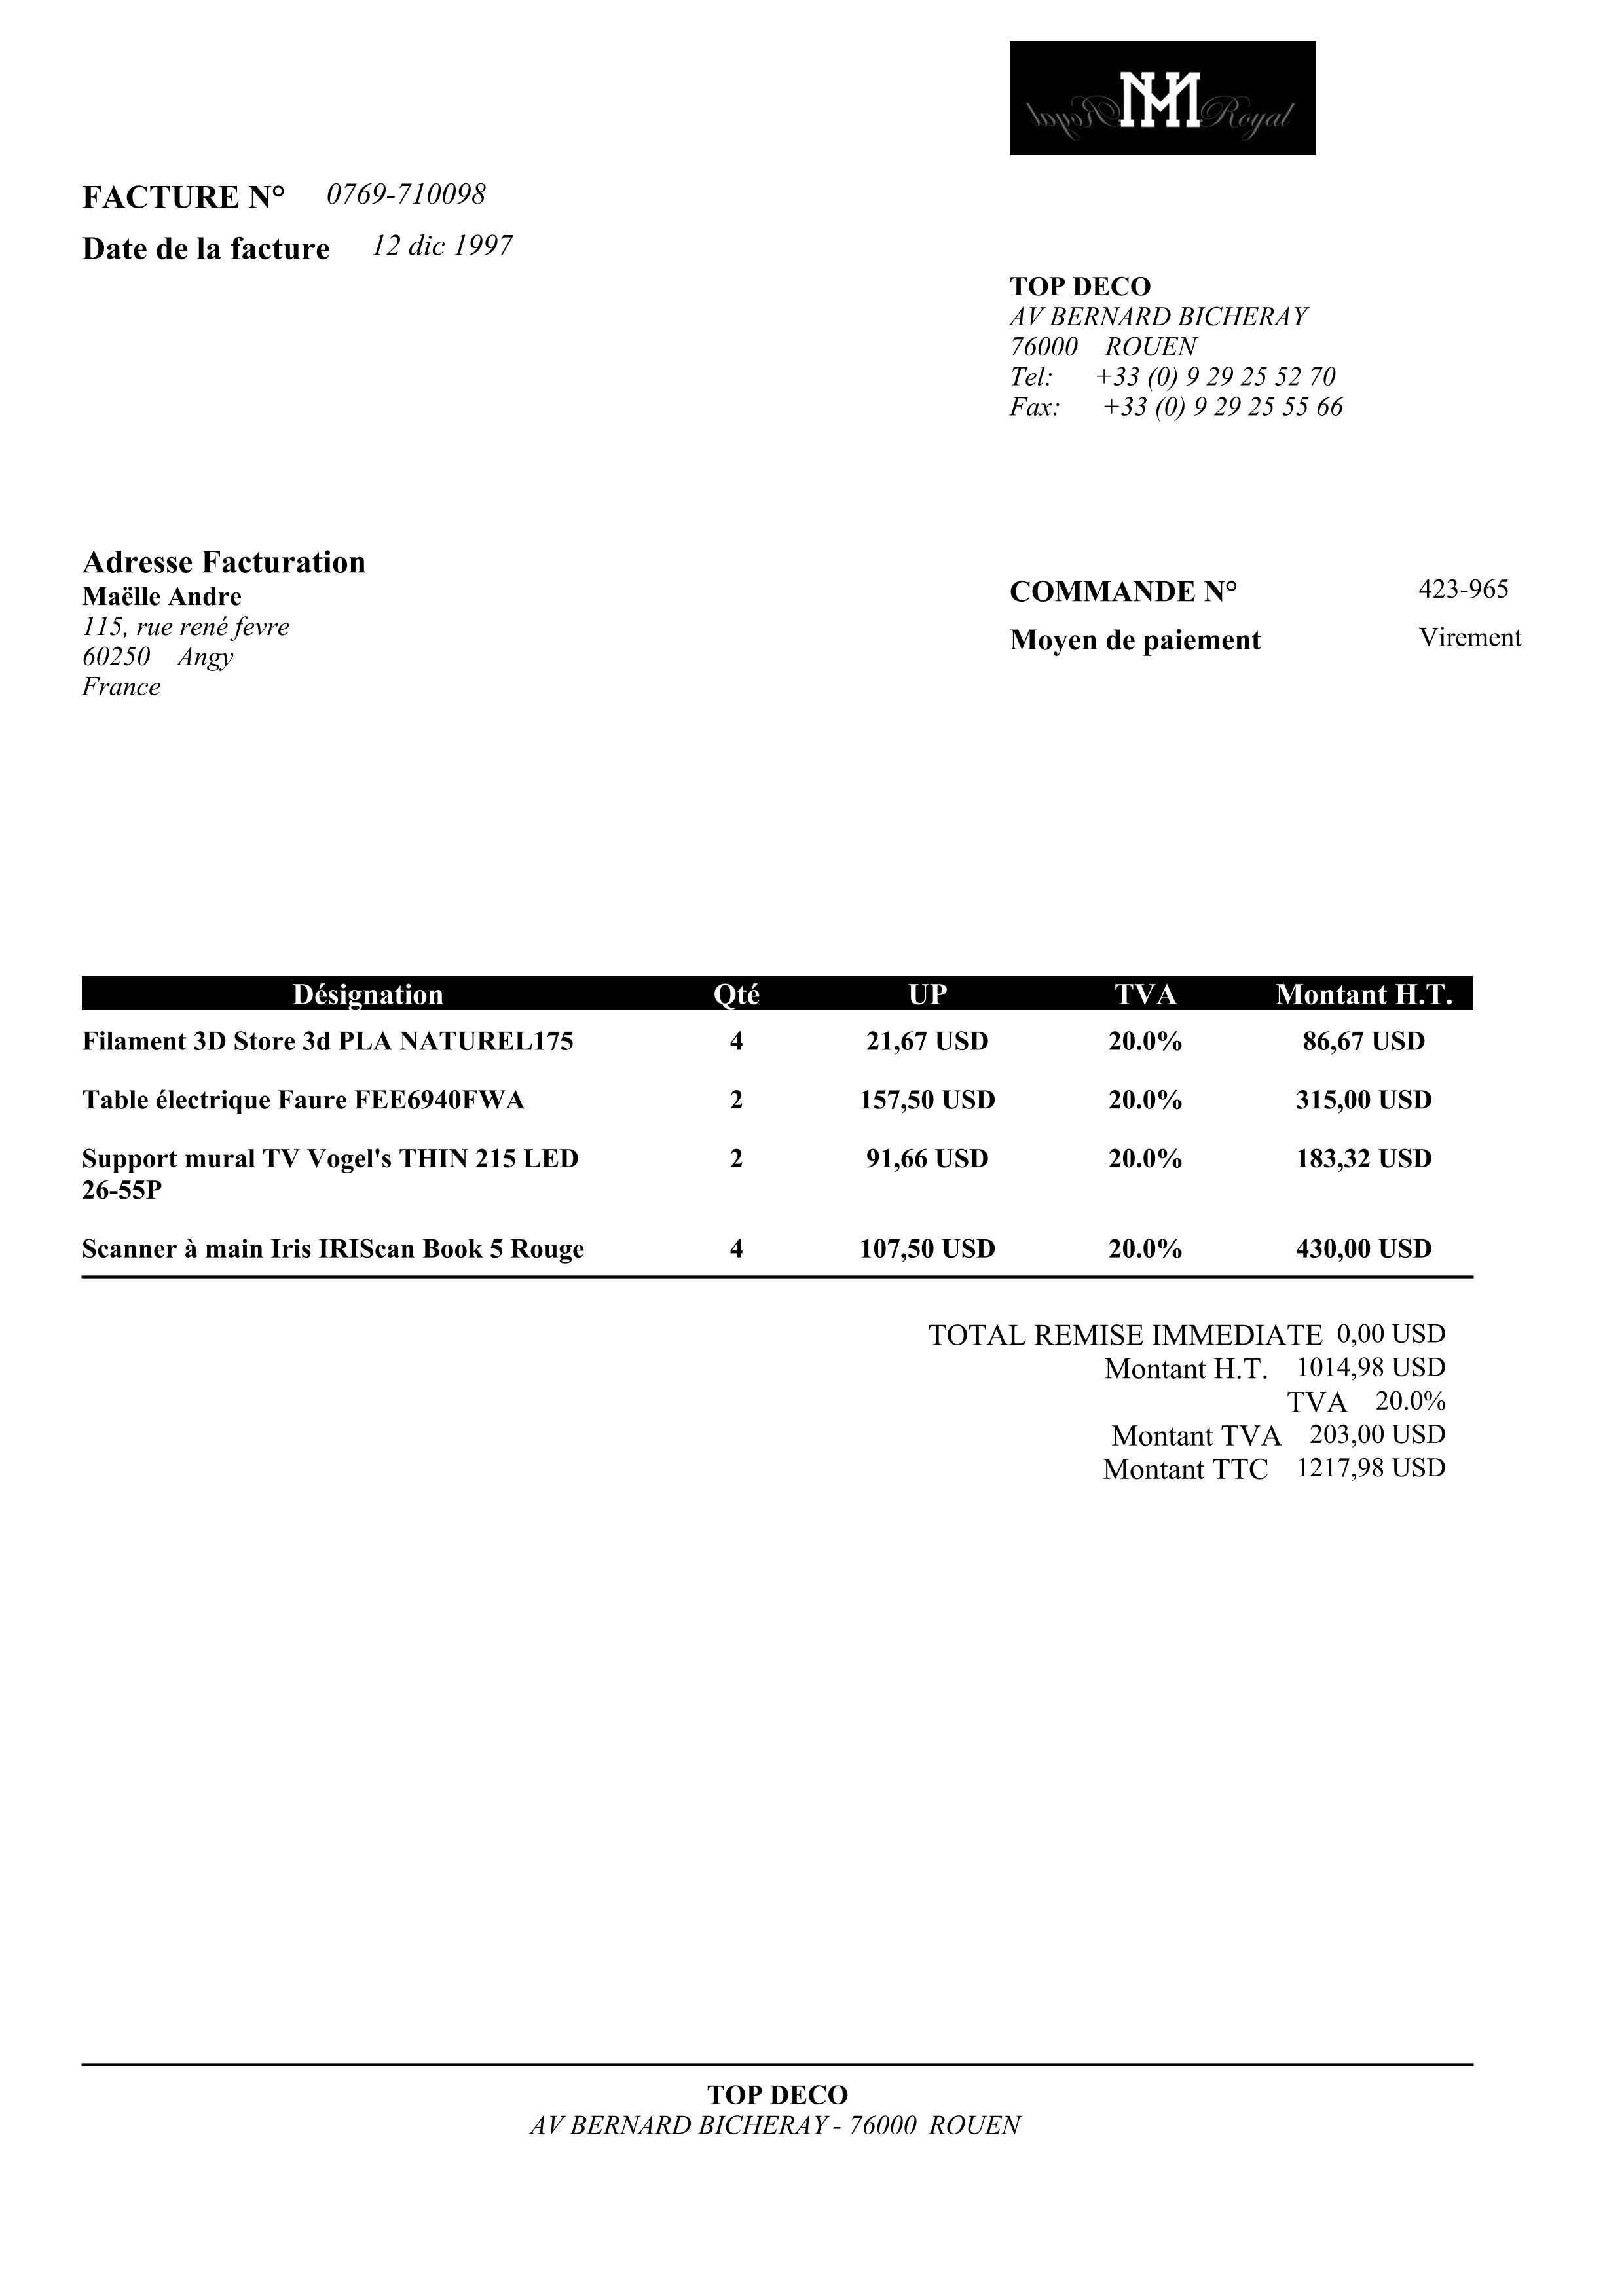 Royal HM Royal
FACTURE N° 0769-710098
Date de la facture 12 dic 1997
TOP DECO
AV BERNARD BICHERAY
76000 ROUEN
Tel: +33 (0) 9 29 25 52 70
Fax: +33 (0) 9 29 25 55 66
Adresse Facturation
Maëlle Andre
115, rue rené fevre
60250 Angy
France
COMMANDE N° 423-965
Moyen de paiement Virement
Désignation Qté UP TVA Montant H.T.
Filament 3D Store 3d PLA NATUREL175 4 21,67 USD 20.0% 86,67 USD
Table électrique Faure FEE6940FWA 2 157,50 USD 20.0% 315,00 USD
Support mural TV Vogel's THIN 215 LED 2 91,66 USD 20.0% 183,32 USD
26-55P
Scanner à main Iris IRIScan Book 5 Rouge 4 107,50 USD 20.0% 430,00 USD
TOTAL REMISE IMMEDIATE 0,00 USD
Montant H.T. 1014,98 USD
TVA 20.0%
Montant TVA 203,00 USD
Montant TTC 1217,98 USD
TOP DECO
AV BERNARD BICHERAY - 76000 ROUEN